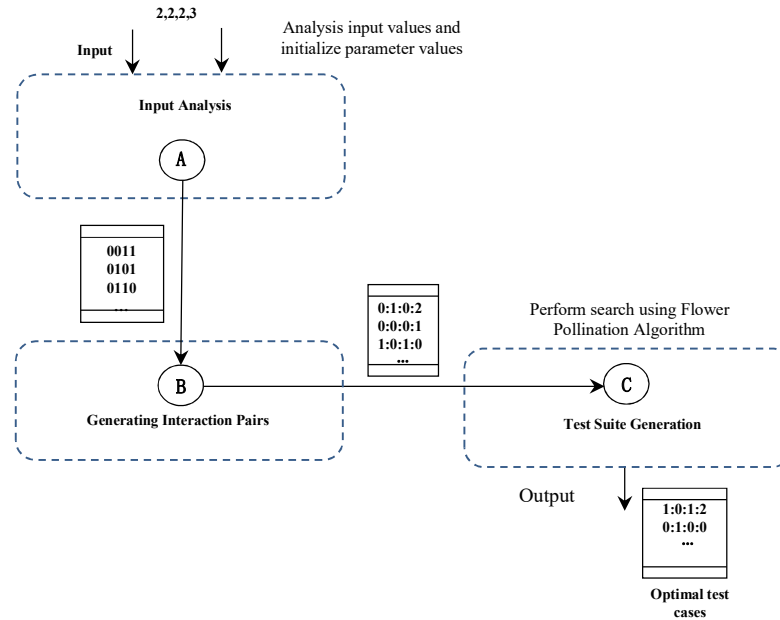 2,2,2,3
Input
Analysis input values and
initialize parameter values
Input Analysis
A
0011
0101
0110
...
0:1:0:2
0:0:0:1
1:0:1:0
...
Perform search using Flower
Pollination Algorithm
B
Generating Interaction Pairs
C
Test Suite Generation
Output
1:0:1:2
0:1:0:0
...
Optimal test
cases